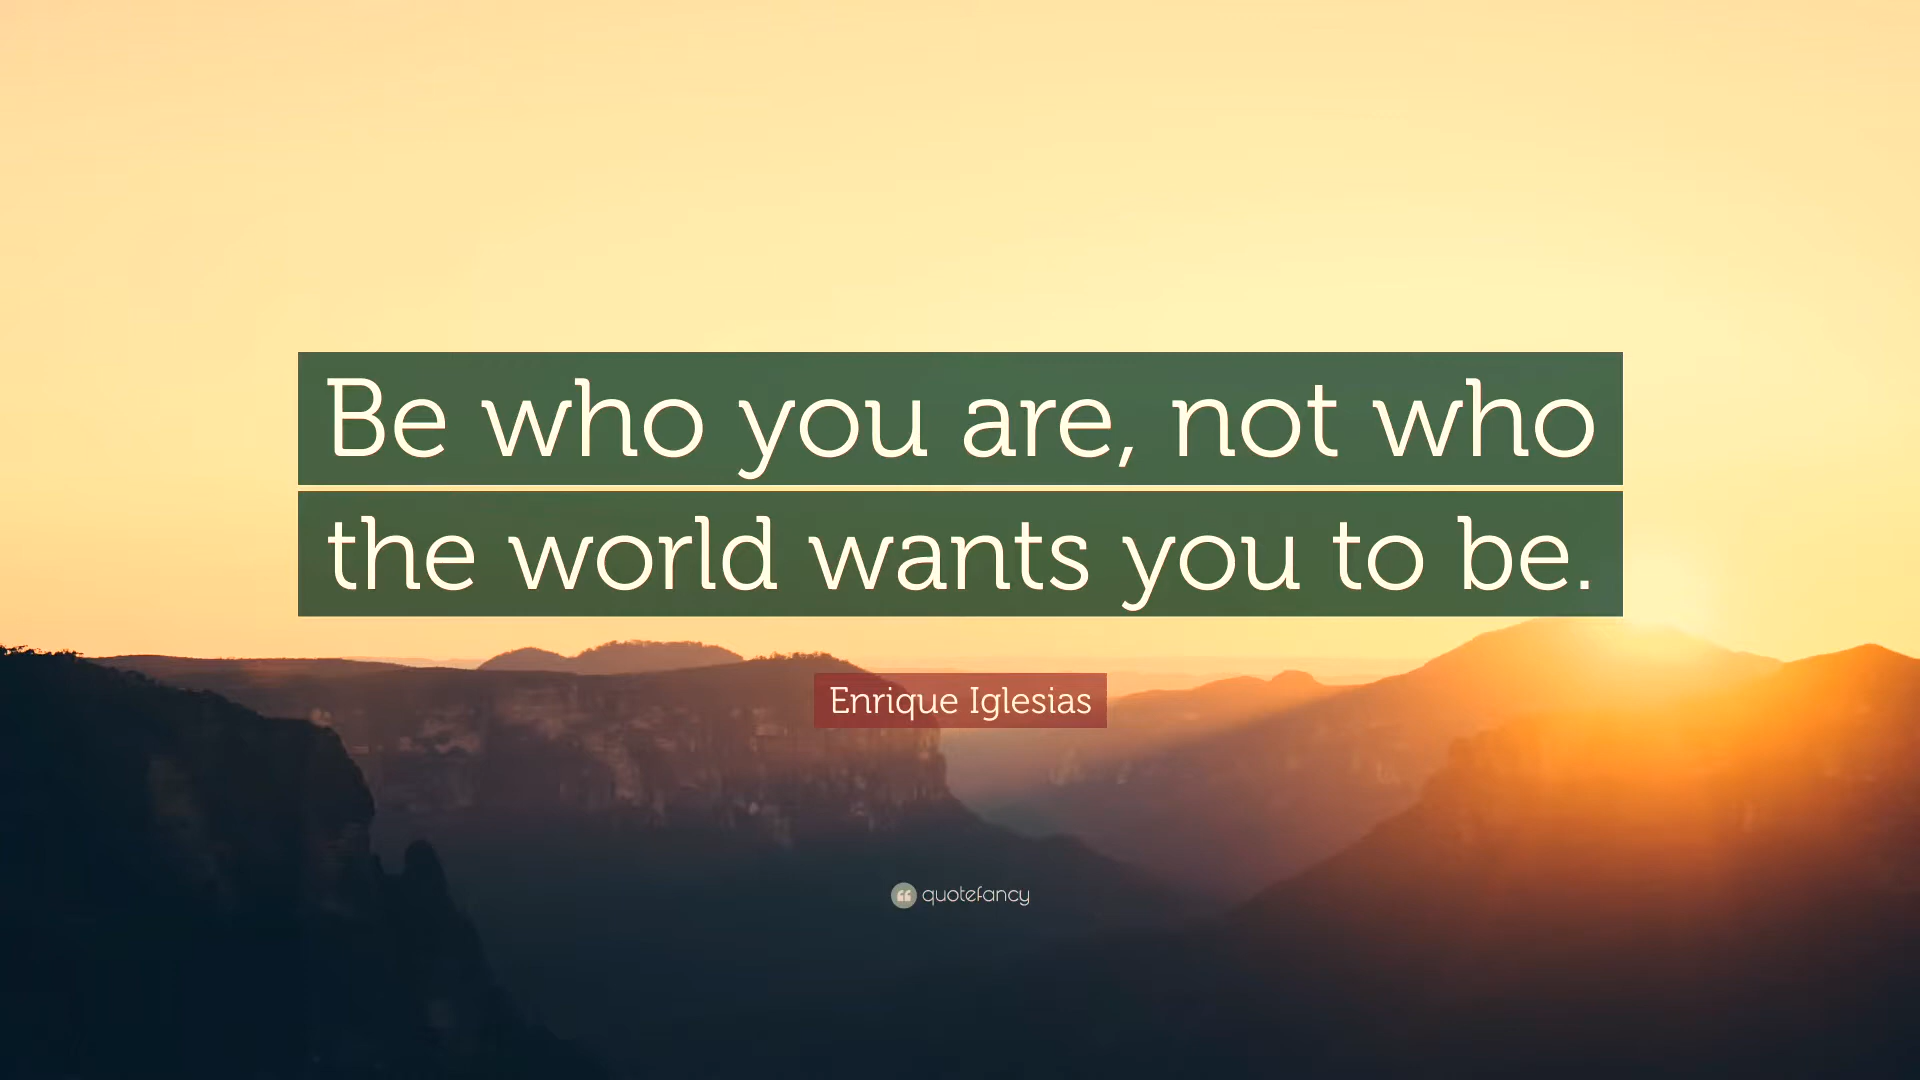 Be who you are, not who
the world wants you to be.
Enrique Iglesias
quotefancy